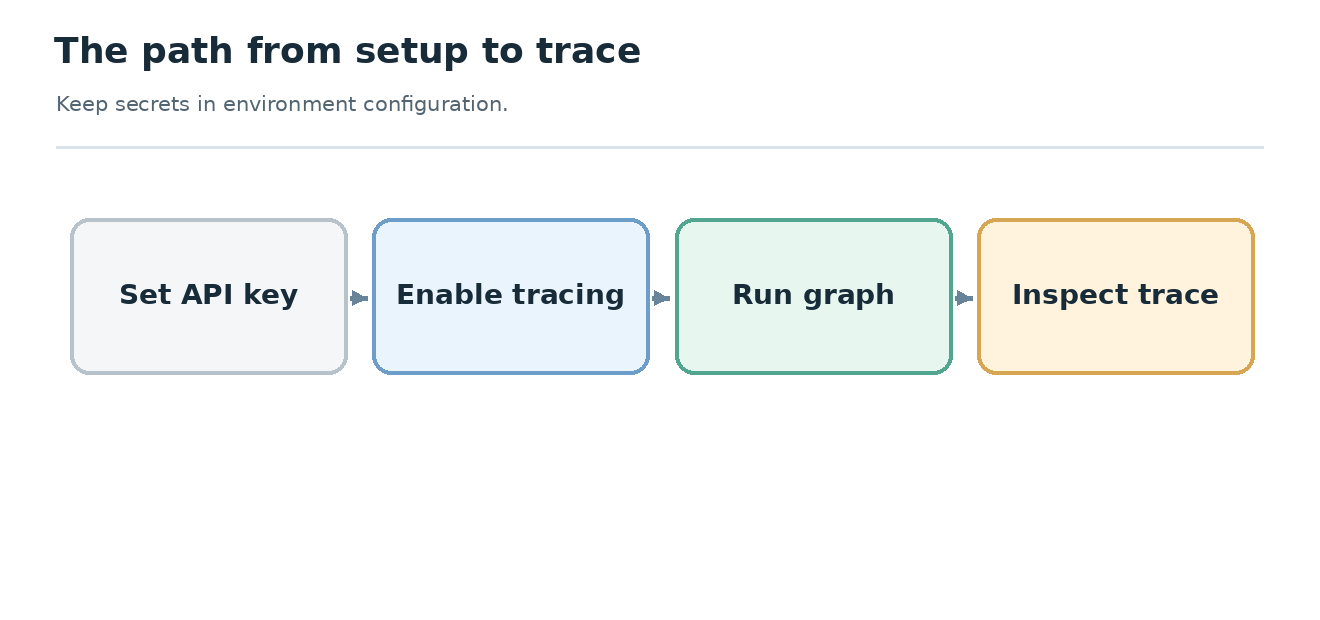 The path from setup to trace
Keep secrets in environment configuration.
Set API key
Enable tracing
Run graph
Inspect trace